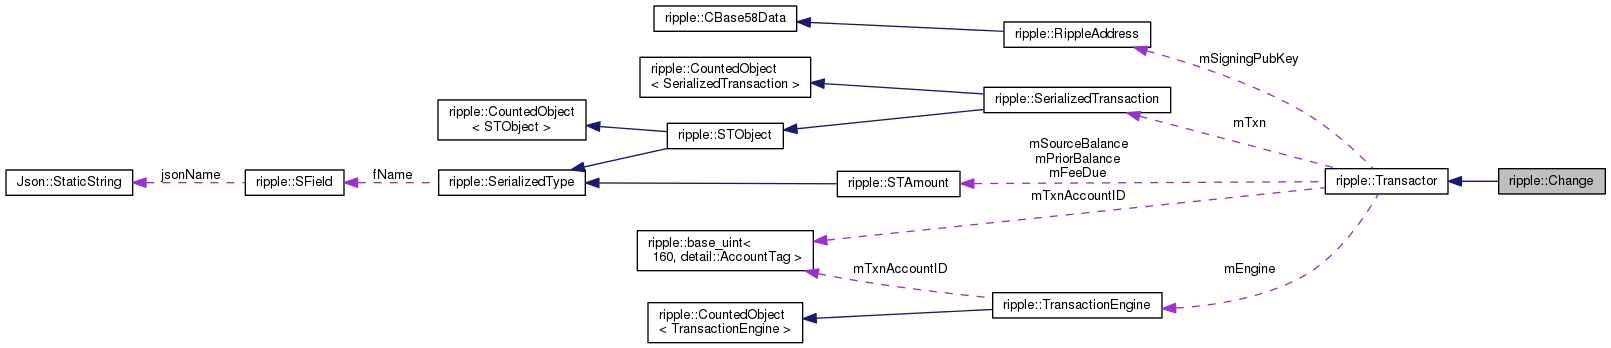 ripple::CBase58Data
ripple::RippleAddress
mSigningPubKey
ripple::CountedObject
< SerializedTransaction >
ripple::SerializedTransaction
ripple::CountedObject
< STObject >
ripple::STObject
mTxn
mSourceBalance
mPriorBalance
mFeeDue
Json::StaticString
jsonName
ripple::SField
fName
ripple::SerializedType
ripple::STAmount
ripple::Transactor
ripple::Change
mTxnAccountID
ripple::base_uint<
160, detail::AccountTag >
mTxnAccountID
mEngine
ripple::TransactionEngine
ripple::CountedObject
< TransactionEngine >